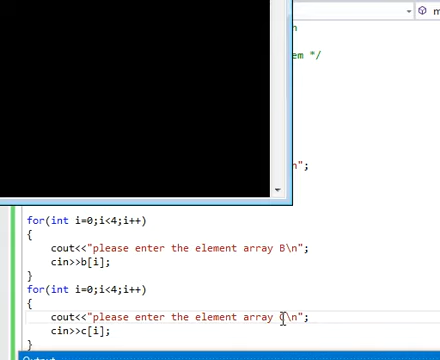 m
n
em */
n";
for(int i=0;i<4;i++)
{
cout<<"please enter the element array B\n";
cin>>b[i];
}
for(int i=0;i<4;i++)
{
cout<<"please enter the element array \n";
cin>>c[i];
}